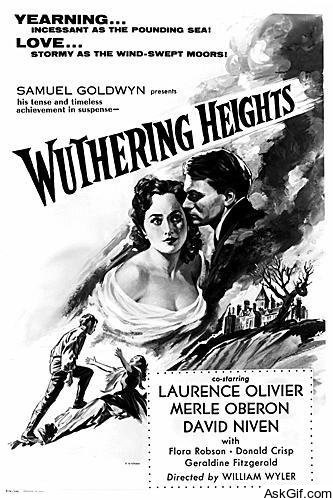 YEARNING...
INCESSANT AS THE POUNDING SEA!
LOVE...
STORMY AS THE WIND-SWEPT MOORS!
SAMUEL GOLDWYN presents
his tense and timeless
achievement in suspense—
WUTHERING HEIGHTS
co-starring
LAURENCE OLIVIER
MERLE OBERON
DAVID NIVEN
with
Flora Robson · Donald Crisp
Geraldine Fitzgerald
Directed by WILLIAM WYLER
AskGif.com